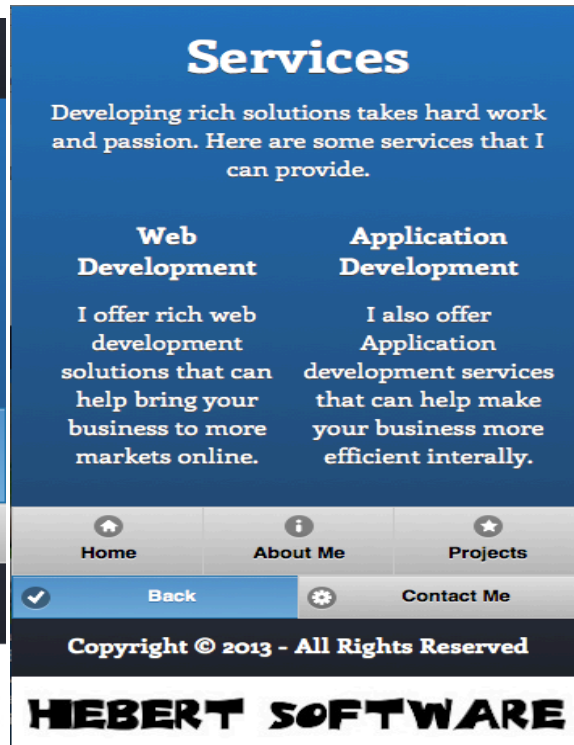 Services
Developing rich solutions takes hard work
and passion. Here are some services that I
can provide.
Web
Development
I offer rich web
development
solutions that can
help bring your
business to more
markets online.
Application
Development
I also offer
Application
development services
that can help make
your business more
efficient interally.
Home
About Me
Projects
Back
Contact Me
Copyright © 2013 - All Rights Reserved
HEBERT SOFTWARE